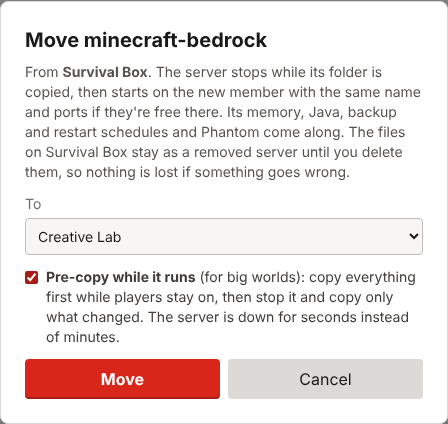 Move minecraft-bedrock
From Survival Box. The server stops while its folder is
copied, then starts on the new member with the same name
and ports if they're free there. Its memory, Java, backup
and restart schedules and Phantom come along. The files
on Survival Box stay as a removed server until you delete
them, so nothing is lost if something goes wrong.
To
Creative Lab
Pre-copy while it runs (for big worlds): copy everything
first while players stay on, then stop it and copy only
what changed. The server is down for seconds instead
of minutes.
Move
Cancel